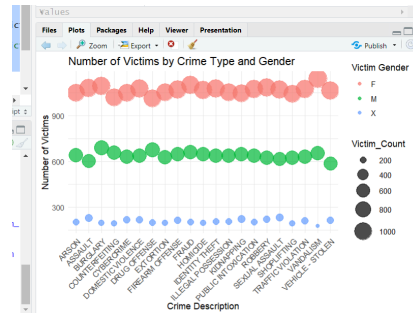 Values
Files Plots Packages Help Viewer Presentation
Zoom Export Publish
Number of Victims by Crime Type and Gender
Number of Victims
900
600
300
ARSON
ASSAULT
BURGLARY
COUNTERFEITING
CYBERCRIME
DOMESTIC VIOLENCE
DRUG OFFENSE
EXTORTION
FIREARM OFFENSE
FRAUD
HOMICIDE
IDENTITY THEFT
ILLEGAL POSSESSION
KIDNAPPING
PUBLIC INTOXICATION
ROBBERY
SEXUAL ASSAULT
SHOPLIFTING
TRAFFIC VIOLATION
VANDALISM
VEHICLE - STOLEN
Crime Description
Victim Gender
F
M
X
Victim_Count
200
400
600
800
1000